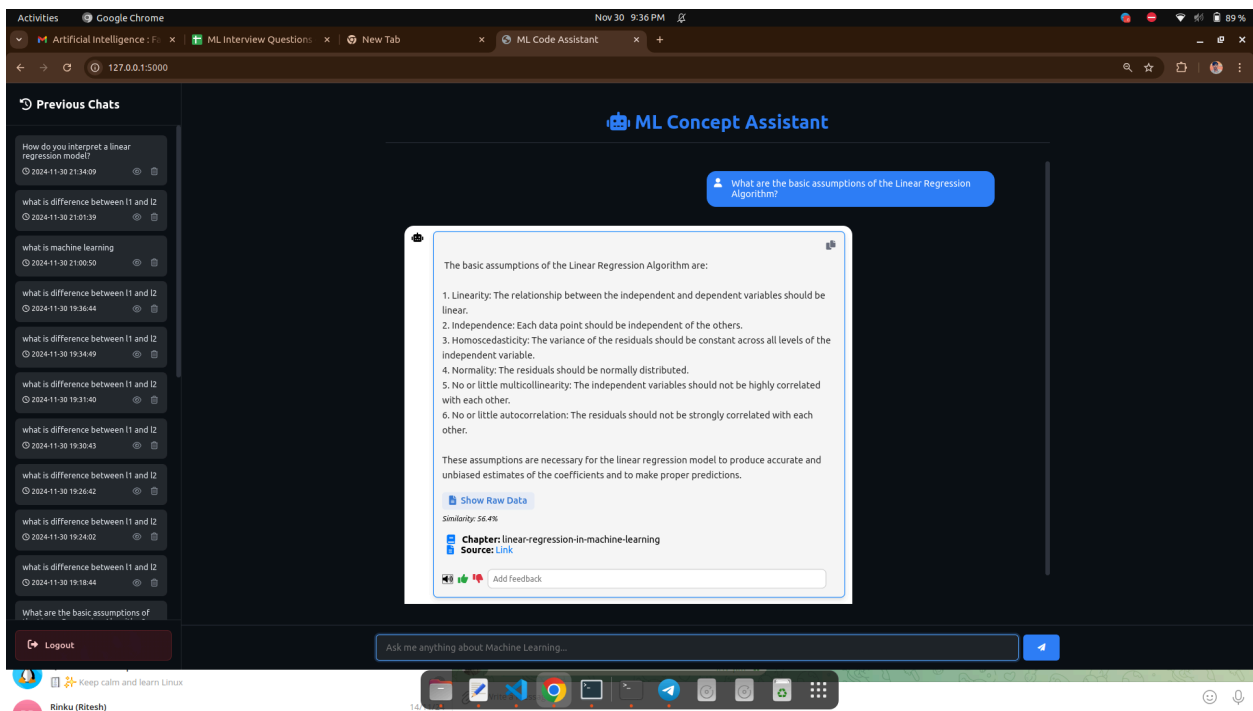 Activities Google Chrome Nov 30 9:36 PM 89 %
Artificial Intelligence : Fa × ML Interview Questions × New Tab × ML Code Assistant × +
127.0.0.1:5000
Previous Chats
How do you interpret a linear
regression model?
2024-11-30 21:34:09
what is difference between l1 and l2
2024-11-30 21:01:39
what is machine learning
2024-11-30 21:00:50
what is difference between l1 and l2
2024-11-30 19:36:44
what is difference between l1 and l2
2024-11-30 19:34:49
what is difference between l1 and l2
2024-11-30 19:31:40
what is difference between l1 and l2
2024-11-30 19:30:43
what is difference between l1 and l2
2024-11-30 19:26:42
what is difference between l1 and l2
2024-11-30 19:24:02
what is difference between l1 and l2
2024-11-30 19:18:44
What are the basic assumptions of
Logout
ML Concept Assistant
What are the basic assumptions of the Linear Regression
Algorithm?
The basic assumptions of the Linear Regression Algorithm are:
1. Linearity: The relationship between the independent and dependent variables should be
linear.
2. Independence: Each data point should be independent of the others.
3. Homoscedasticity: The variance of the residuals should be constant across all levels of the
independent variable.
4. Normality: The residuals should be normally distributed.
5. No or little multicollinearity: The independent variables should not be highly correlated
with each other.
6. No or little autocorrelation: The residuals should not be strongly correlated with each
other.
These assumptions are necessary for the linear regression model to produce accurate and
unbiased estimates of the coefficients and to make proper predictions.
Show Raw Data
Similarity: 56.4%
Chapter: linear-regression-in-machine-learning
Source: Link
Add feedback
Ask me anything about Machine Learning...
Keep calm and learn Linux
Rinku (Ritesh)